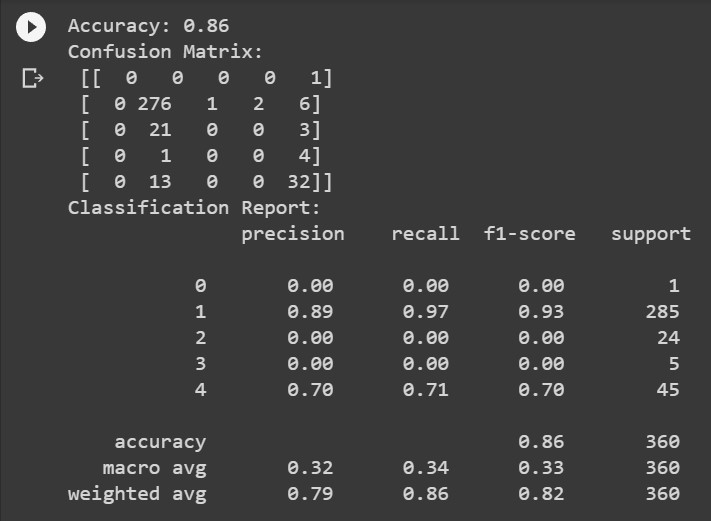 Accuracy: 0.86
Confusion Matrix:
[[  0   0   0   0   1]
[  0 276   1   2   6]
[  0  21   0   0   3]
[  0   1   0   0   4]
[  0  13   0   0  32]]
Classification Report:
precision    recall  f1-score   support
0       0.00      0.00      0.00         1
1       0.89      0.97      0.93       285
2       0.00      0.00      0.00        24
3       0.00      0.00      0.00         5
4       0.70      0.71      0.70        45
accuracy                           0.86       360
macro avg       0.32      0.34      0.33       360
weighted avg       0.79      0.86      0.82       360